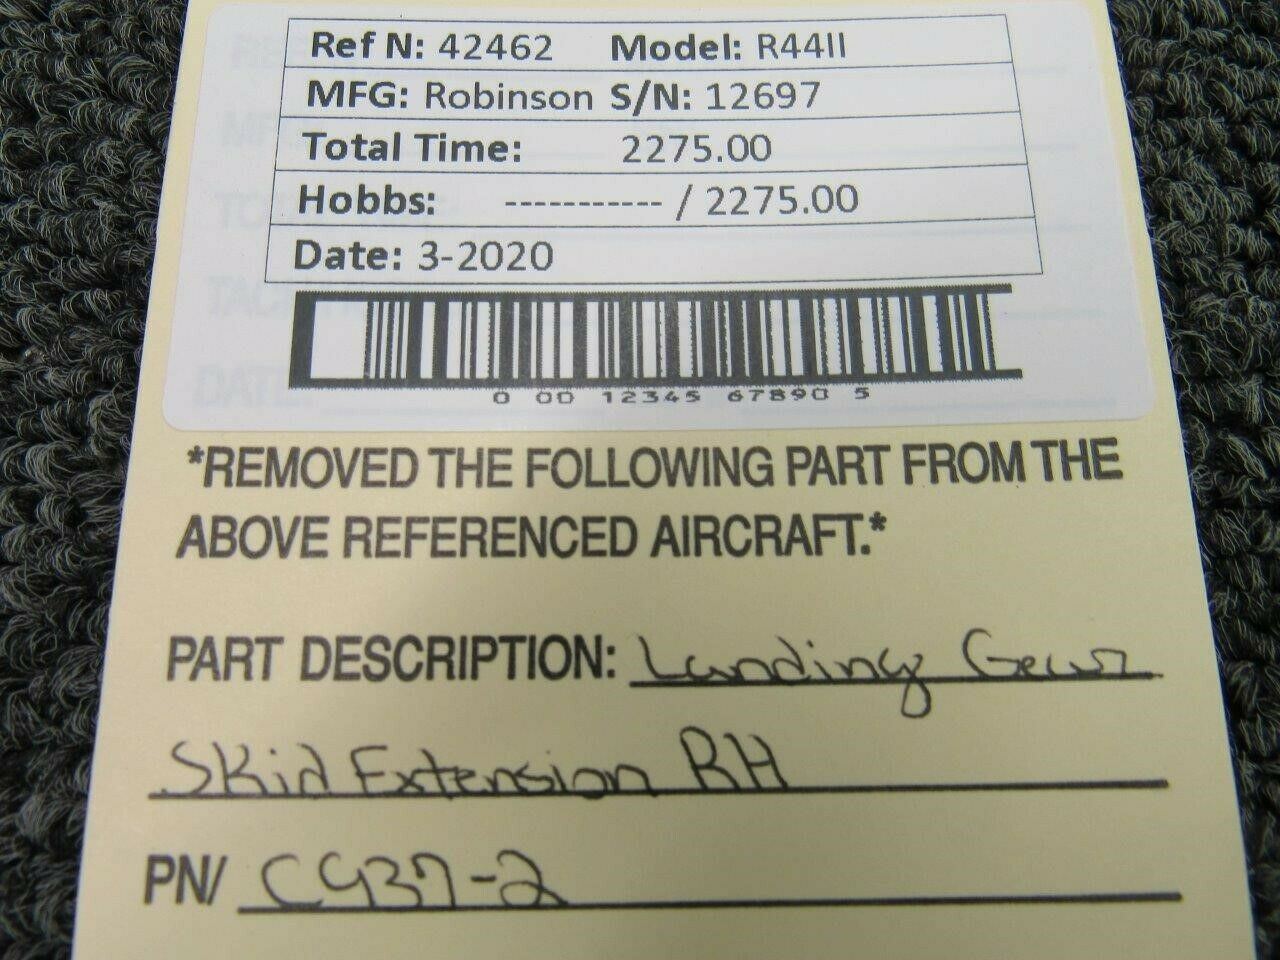 Ref N: 42462 Model: R44II
MFG: Robinson S/N: 12697
Total Time: 2275.00
Hobbs: ----------- / 2275.00
Date: 3-2020
0 00 12345 67890 5
*REMOVED THE FOLLOWING PART FROM THE
ABOVE REFERENCED AIRCRAFT.*
PART DESCRIPTION: Landing Gear
Skid Extension RH
PN/ C937-2